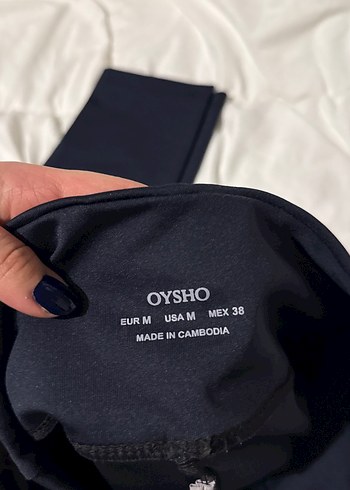 OYSHO
EUR M USA M MEX 38
MADE IN CAMBODIA